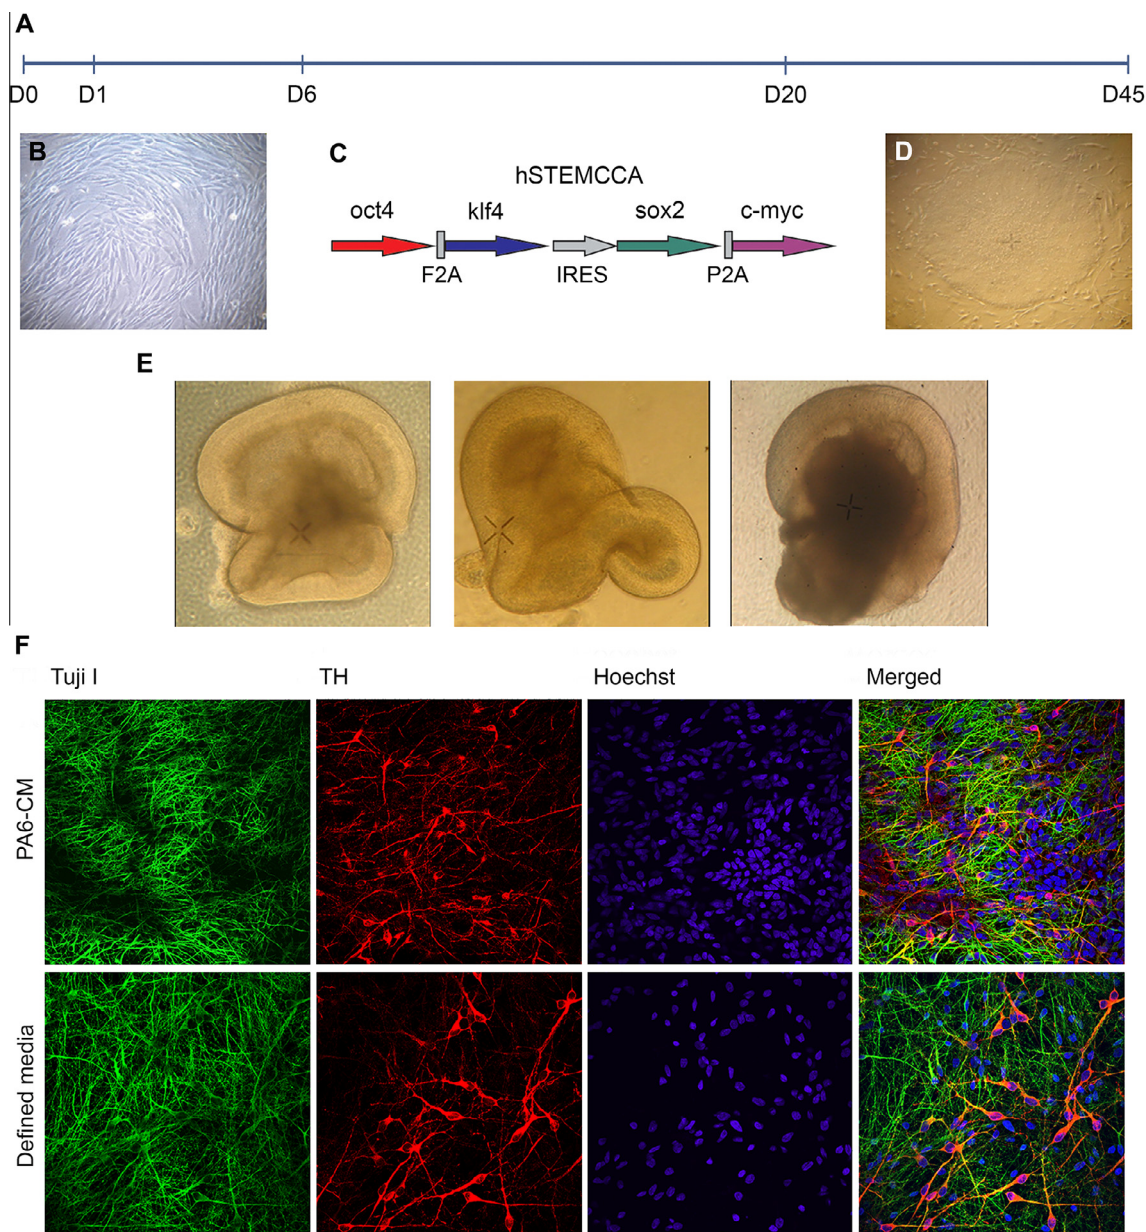 A
D0 D1 D6 D20 D45
B
C
D
hSTEMCCA
oct4 klf4 sox2 c-myc
F2A IRES P2A
E
F
Tuji I TH Hoechst Merged
PA6-CM
Defined media